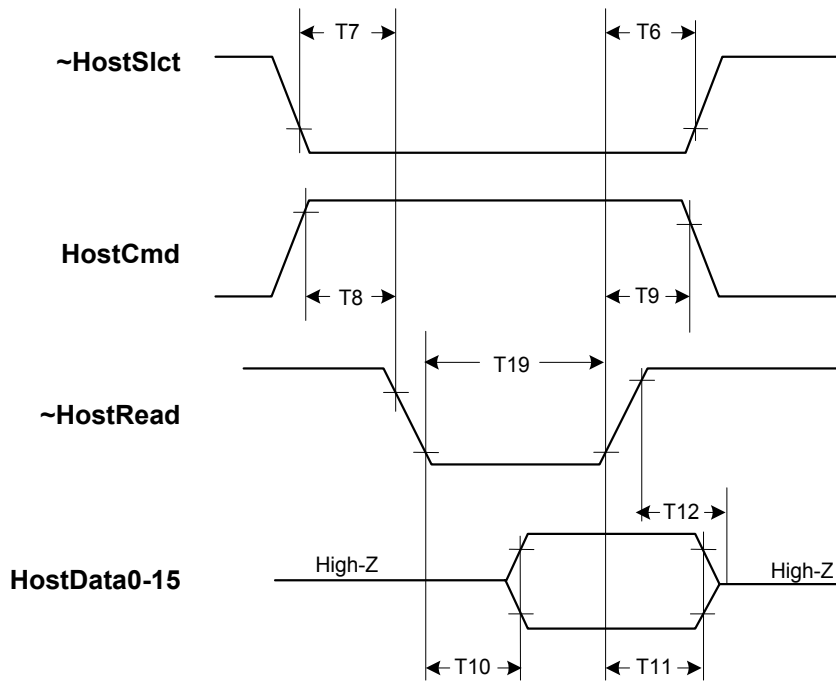 T7
T6
~HostSlct
HostCmd
T8
T9
T19
~HostRead
T12
High-Z
High-Z
HostData0-15
T10
T11